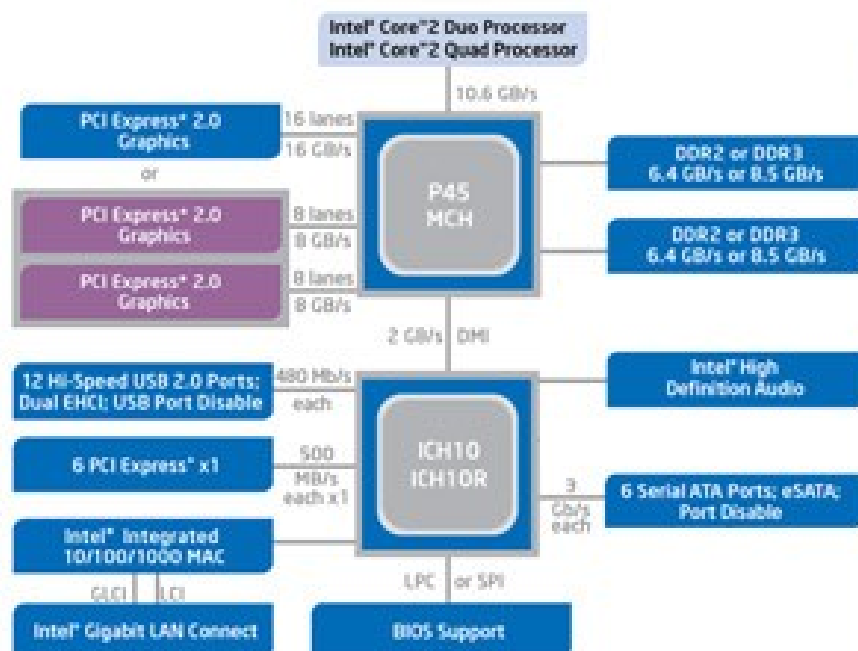 Intel® Core™2 Duo Processor
Intel® Core™2 Quad Processor
10.6 GB/s
PCI Express* 2.0
Graphics
16 lanes
16 GB/s
or
PCI Express* 2.0
Graphics
8 lanes
8 GB/s
PCI Express* 2.0
Graphics
8 lanes
8 GB/s
P45
MCH
DDR2 or DDR3
6.4 GB/s or 8.5 GB/s
DDR2 or DDR3
6.4 GB/s or 8.5 GB/s
2 GB/s DMI
12 Hi-Speed USB 2.0 Ports;
Dual EHCI; USB Port Disable
480 Mb/s
each
Intel® High
Definition Audio
6 PCI Express* x1
500
MB/s
each x1
ICH10
ICH10R
3
Gb/s
each
6 Serial ATA Ports; eSATA;
Port Disable
Intel® Integrated
10/100/1000 MAC
GLCI LCI
Intel® Gigabit LAN Connect
LPC or SPI
BIOS Support